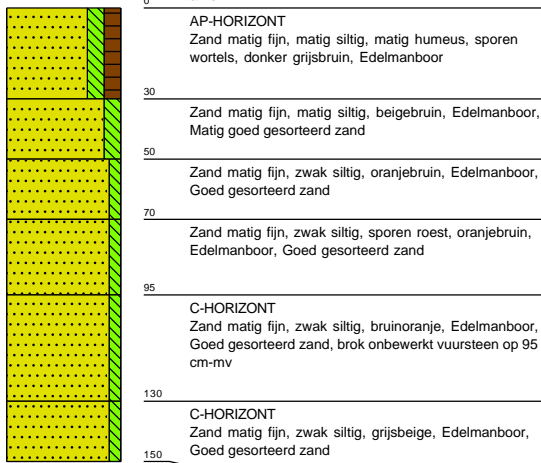 0
AP-HORIZONT
Zand matig fijn, matig siltig, matig humeus, sporen
wortels, donker grijsbruin, Edelmanboor
30
Zand matig fijn, matig siltig, beigebruin, Edelmanboor,
Matig goed gesorteerd zand
50
Zand matig fijn, zwak siltig, oranjebruin, Edelmanboor,
Goed gesorteerd zand
70
Zand matig fijn, zwak siltig, sporen roest, oranjebruin,
Edelmanboor, Goed gesorteerd zand
95
C-HORIZONT
Zand matig fijn, zwak siltig, bruinoranje, Edelmanboor,
Goed gesorteerd zand, brok onbewerkt vuursteen op 95
cm-mv
130
C-HORIZONT
Zand matig fijn, zwak siltig, grijsbeige, Edelmanboor,
Goed gesorteerd zand
150